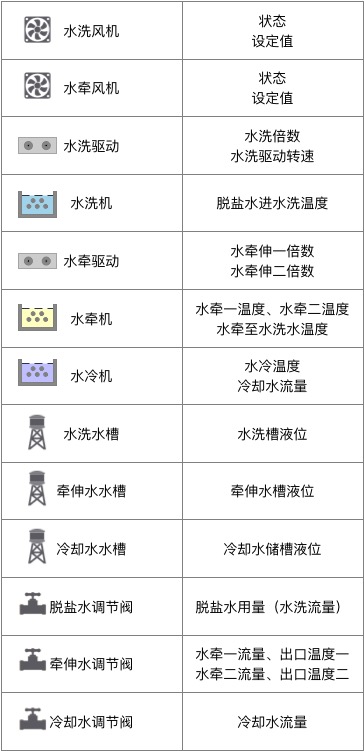 水洗风机
状态
设定值
水牵风机
状态
设定值
水洗驱动
水洗倍数
水洗驱动转速
水洗机
脱盐水进水洗温度
水牵驱动
水牵伸一倍数
水牵伸二倍数
水牵机
水牵一温度、水牵二温度
水牵至水洗水温度
水冷机
水冷温度
冷却水流量
水洗水槽
水洗槽液位
牵伸水水槽
牵伸水槽液位
冷却水水槽
冷却水储槽液位
脱盐水调节阀
脱盐水用量（水洗流量）
牵伸水调节阀
水牵一流量、出口温度一
水牵二流量、出口温度二
冷却水调节阀
冷却水流量